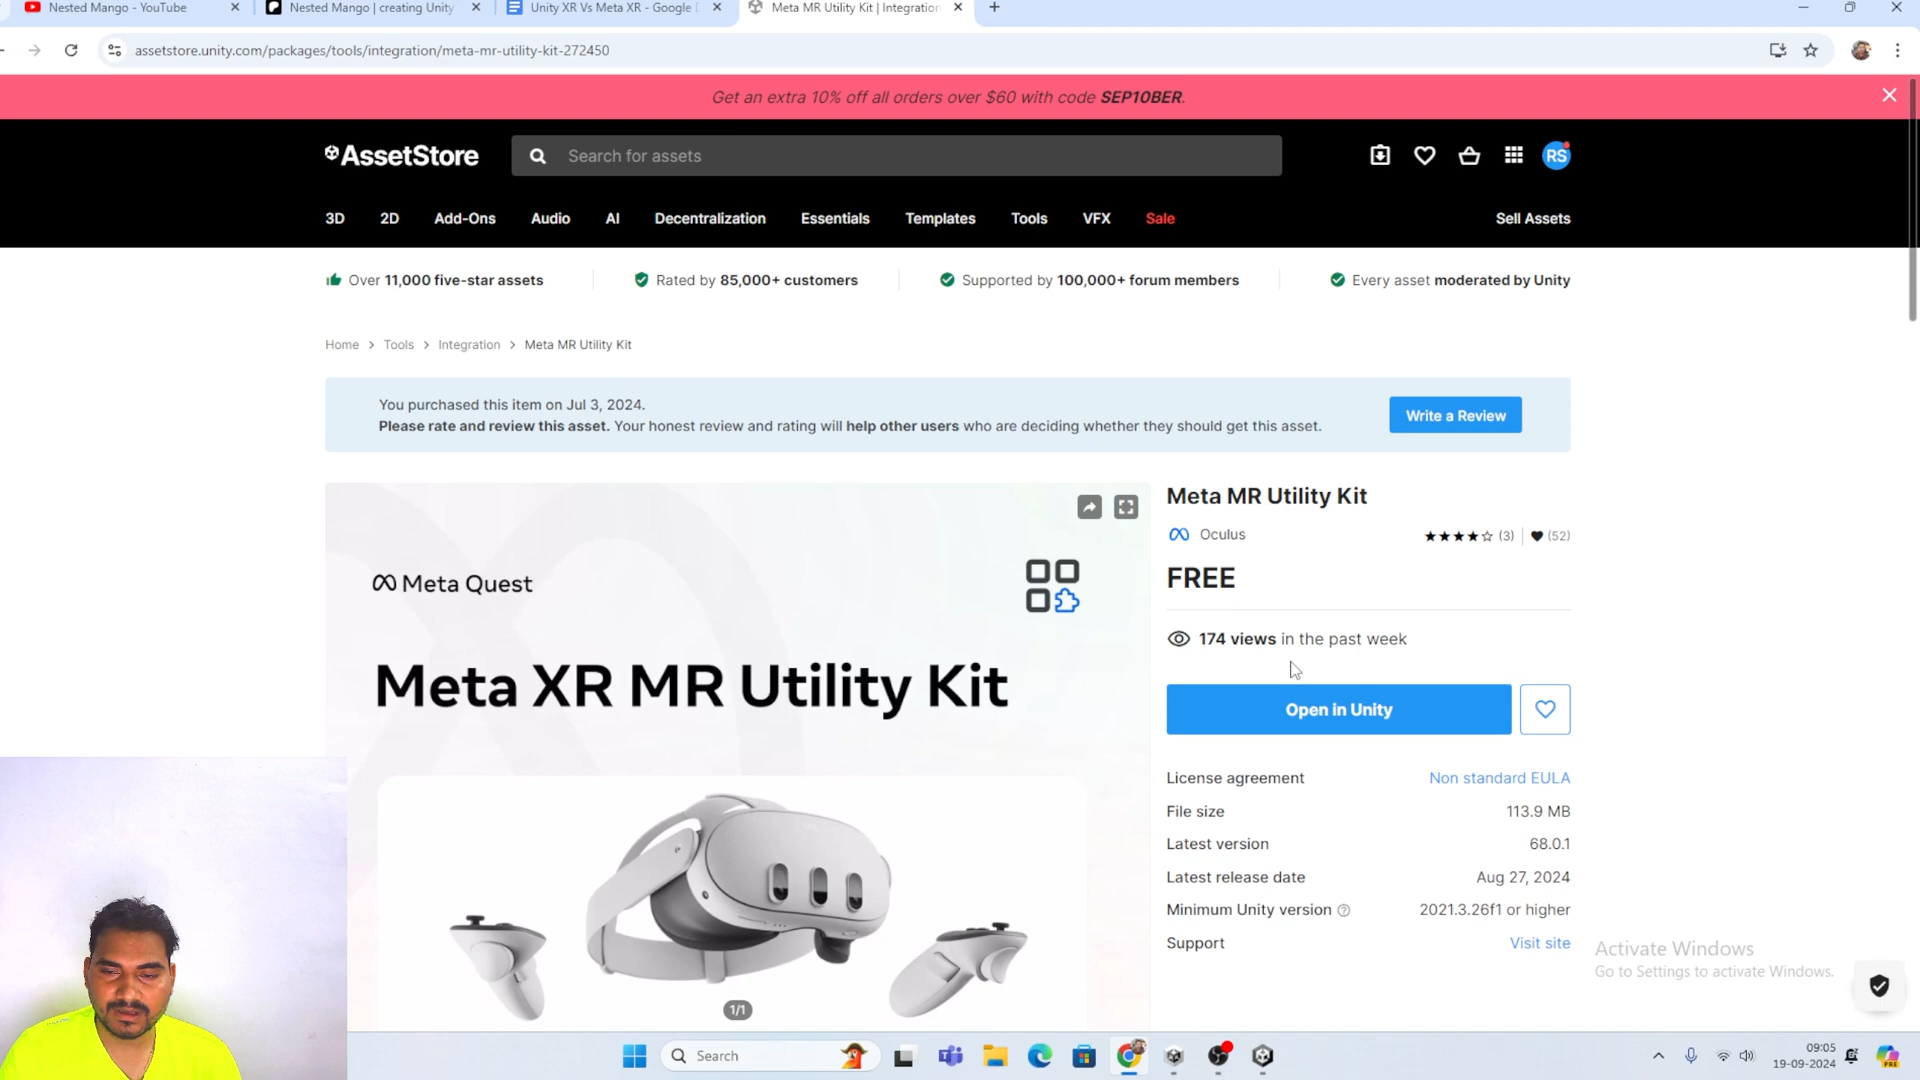 Nested Mango - YouTube
Nested Mango | creating Unity
Unity XR Vs Meta XR - Google D
Meta MR Utility Kit | Integration
assetstore.unity.com/packages/tools/integration/meta-mr-utility-kit-272450
Get an extra 10% off all orders over $60 with code SEP10BER.
AssetStore
Search for assets
RS
3D 2D Add-Ons Audio AI Decentralization Essentials Templates Tools VFX Sale Sell Assets
Over 11,000 five-star assets
Rated by 85,000+ customers
Supported by 100,000+ forum members
Every asset moderated by Unity
Home > Tools > Integration > Meta MR Utility Kit
You purchased this item on Jul 3, 2024.
Please rate and review this asset. Your honest review and rating will help other users who are deciding whether they should get this asset.
Write a Review
Meta Quest
Meta XR MR Utility Kit
1/1
Meta MR Utility Kit
Oculus
(3) | (52)
FREE
174 views in the past week
Open in Unity
License agreement Non standard EULA
File size 113.9 MB
Latest version 68.0.1
Latest release date Aug 27, 2024
Minimum Unity version 2021.3.26f1 or higher
Support Visit site
Activate Windows
Go to Settings to activate Windows.
Search
09:05
19-09-2024
PRE